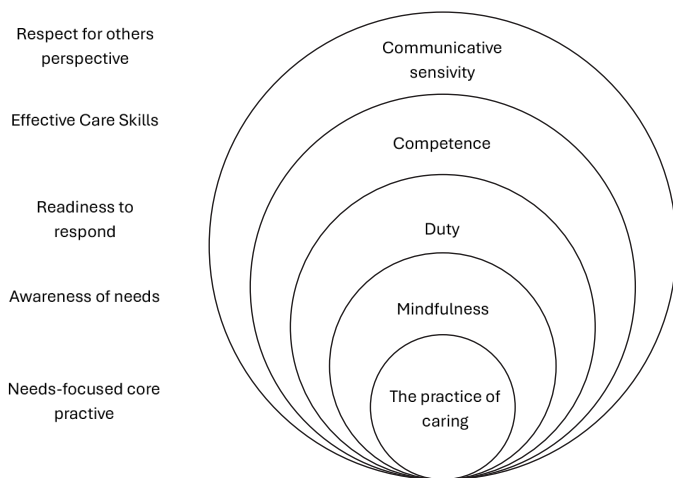 Respect for others
perspective
Communicative
sensivity
Effective Care Skills
Competence
Readiness to
respond
Duty
Awareness of needs
Mindfulness
Needs-focused core
practive
The practice of
caring